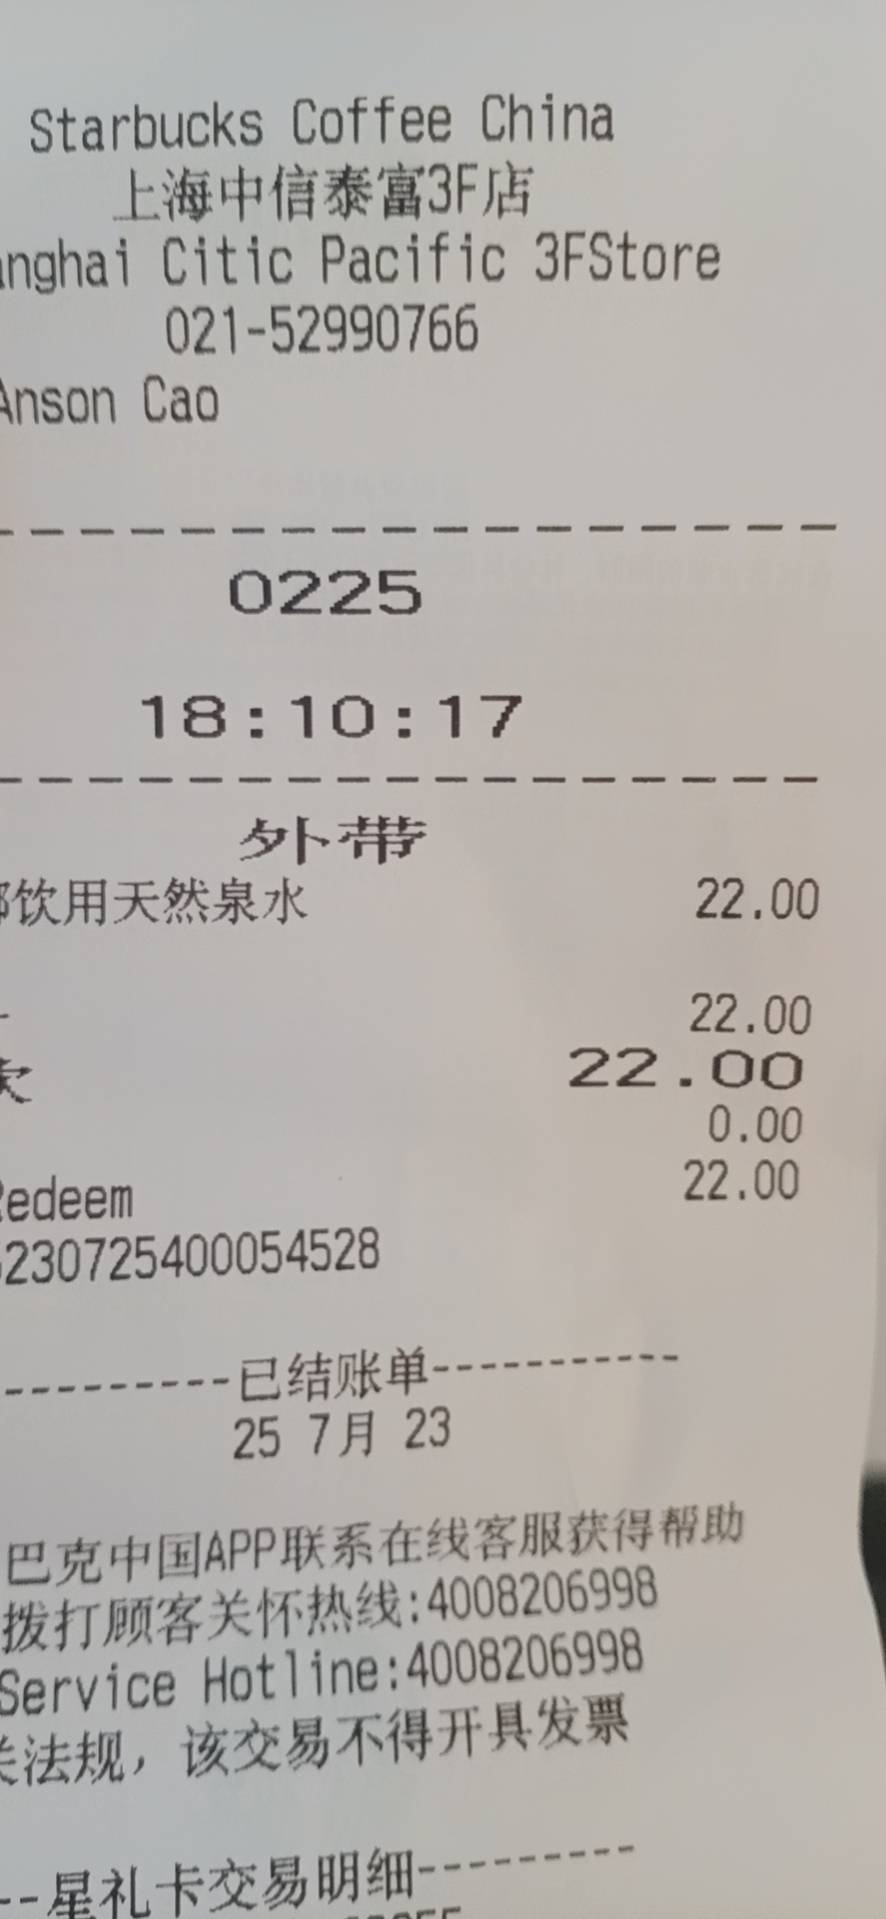 Starbucks Coffee China
上海中信泰富3F店
anghai Citic Pacific 3FStore
021-52990766
Anson Cao
0225
18:10:17
外带
饮用天然泉水 22.00
22.00
22.00
0.00
Redeem 22.00
230725400054528
---------已结账单-----------
25 7月 23
巴克中国APP联系在线客服获得帮助
拨打顾客关怀热线:4008206998
Service Hotline:4008206998
关法规，该交易不得开具发票
--星礼卡交易明细---------